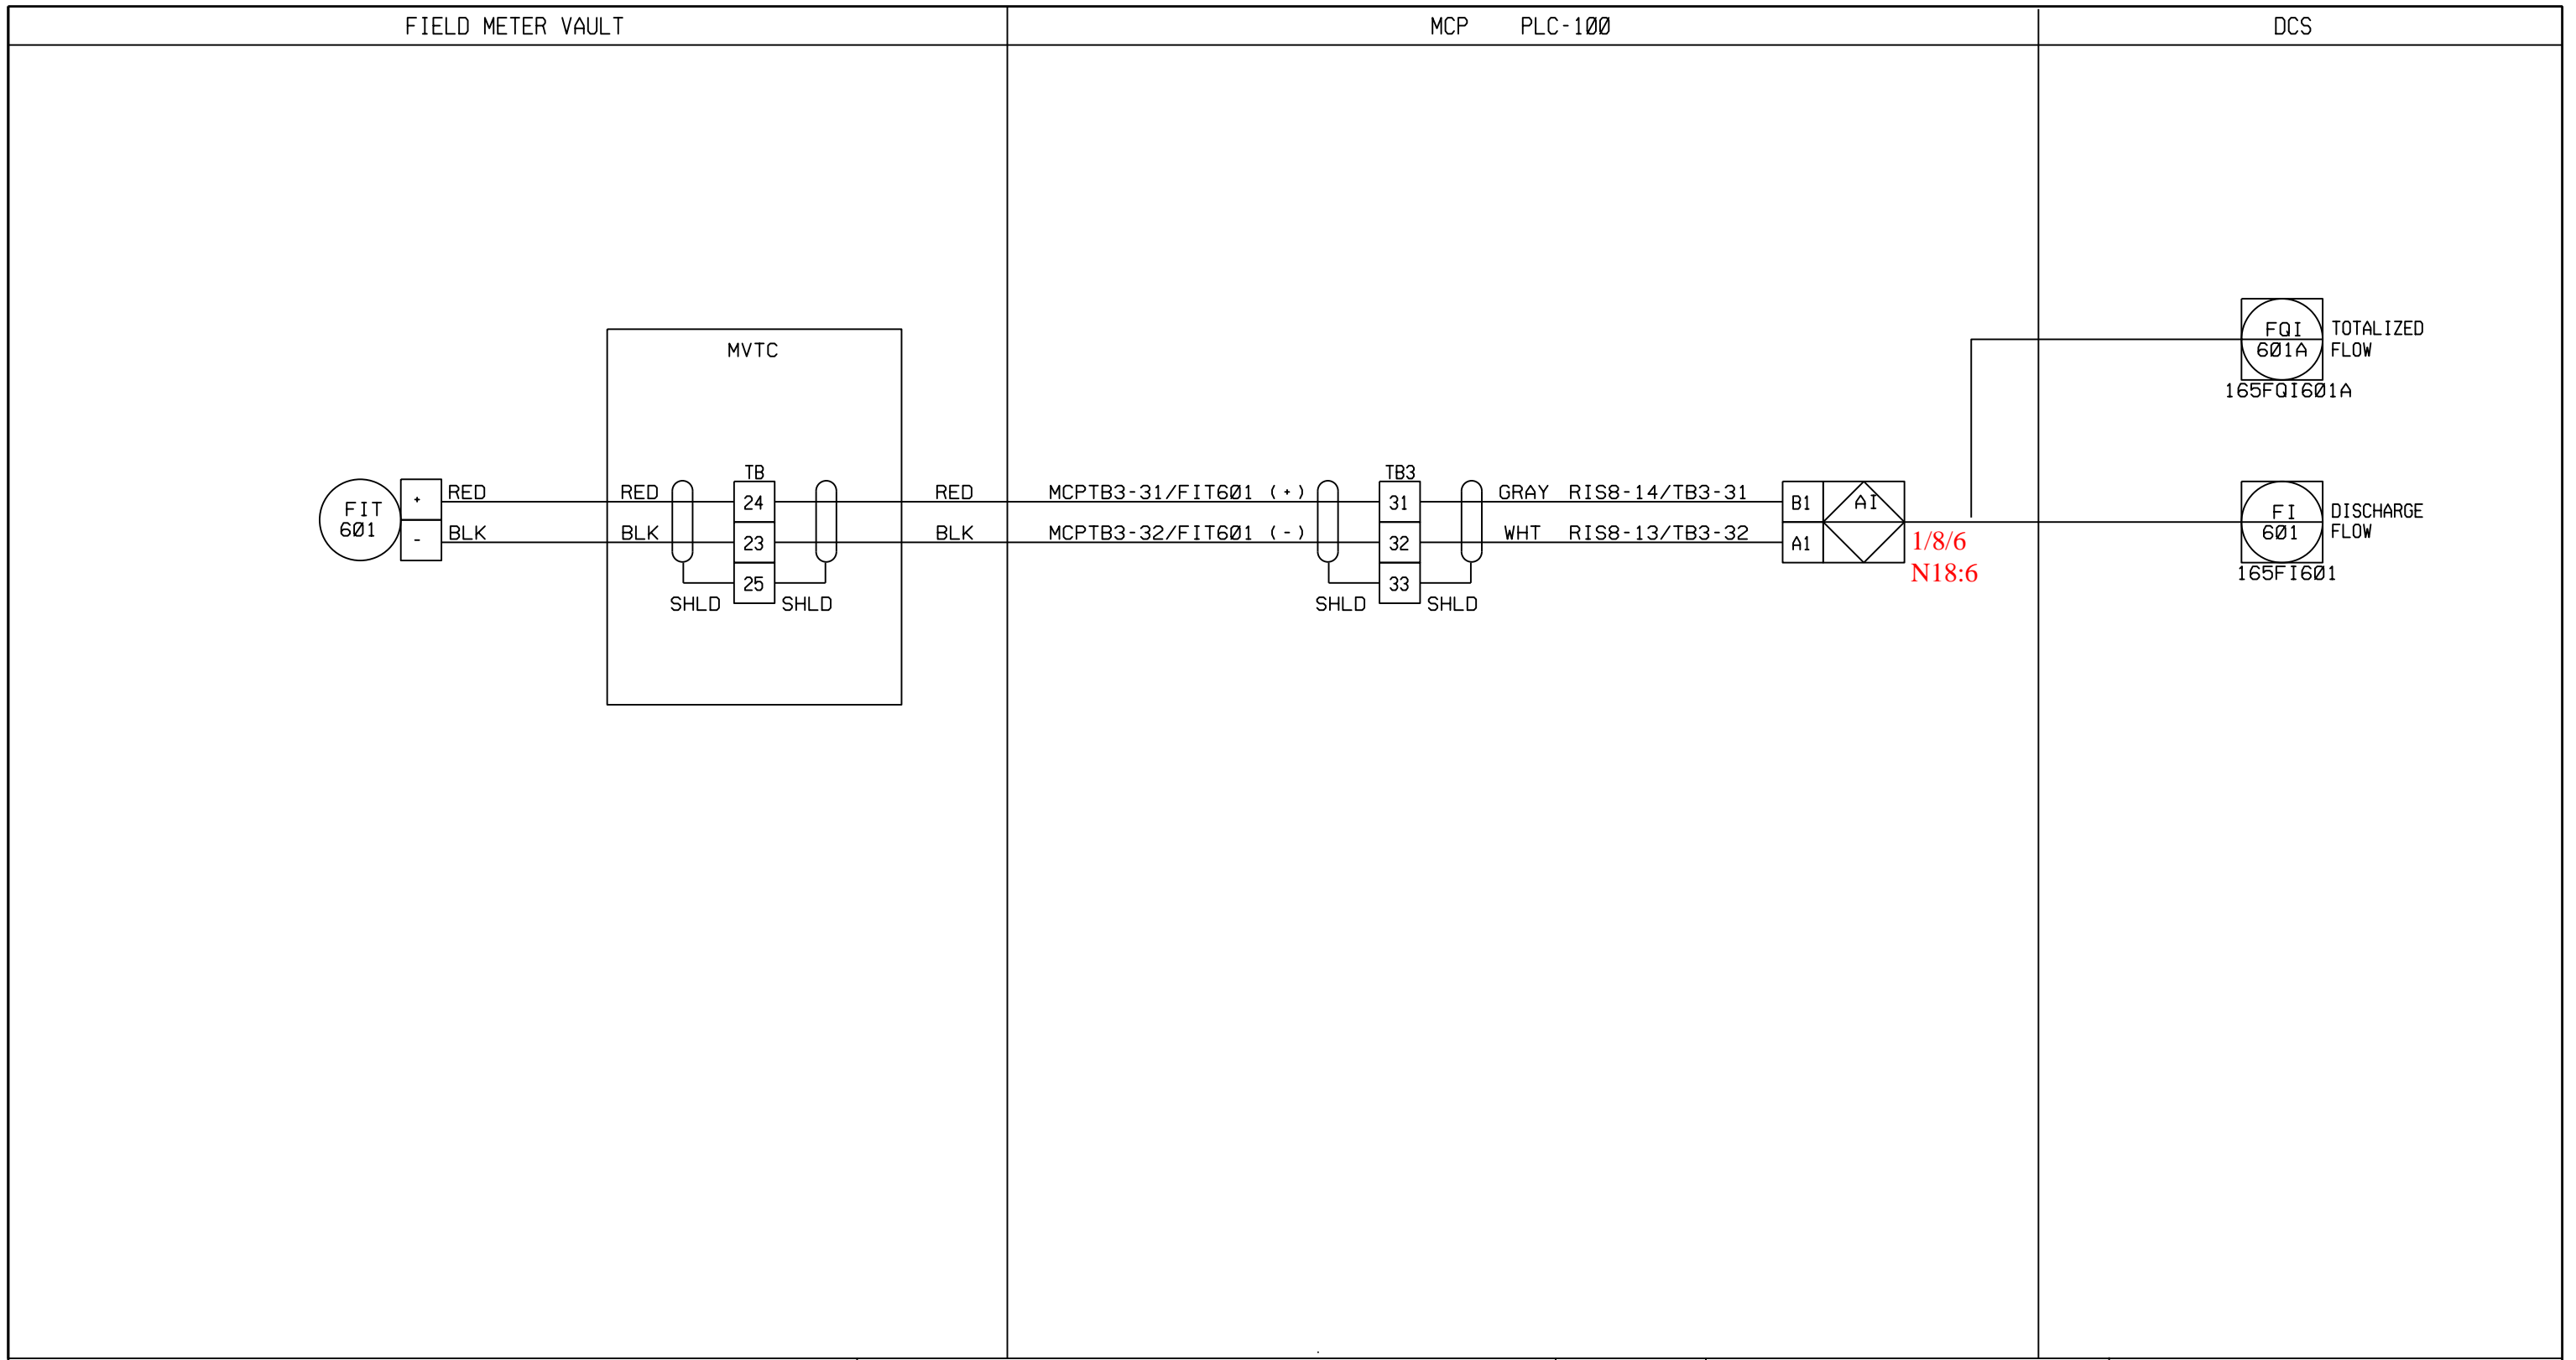 FIELD METER VAULT
MCP PLC-100
DCS
FQI
601A
TOTALIZED
FLOW
165FQI601A
MVTC
FIT
601
+
-
RED
BLK
RED
BLK
TB
24
23
25
SHLD
SHLD
RED
BLK
MCPTB3-31/FIT601 (+)
MCPTB3-32/FIT601 (-)
TB3
31
32
33
SHLD
SHLD
GRAY RIS8-14/TB3-31
WHT RIS8-13/TB3-32
B1
A1
AI
1/8/6
N18:6
FI
601
DISCHARGE
FLOW
165FI601